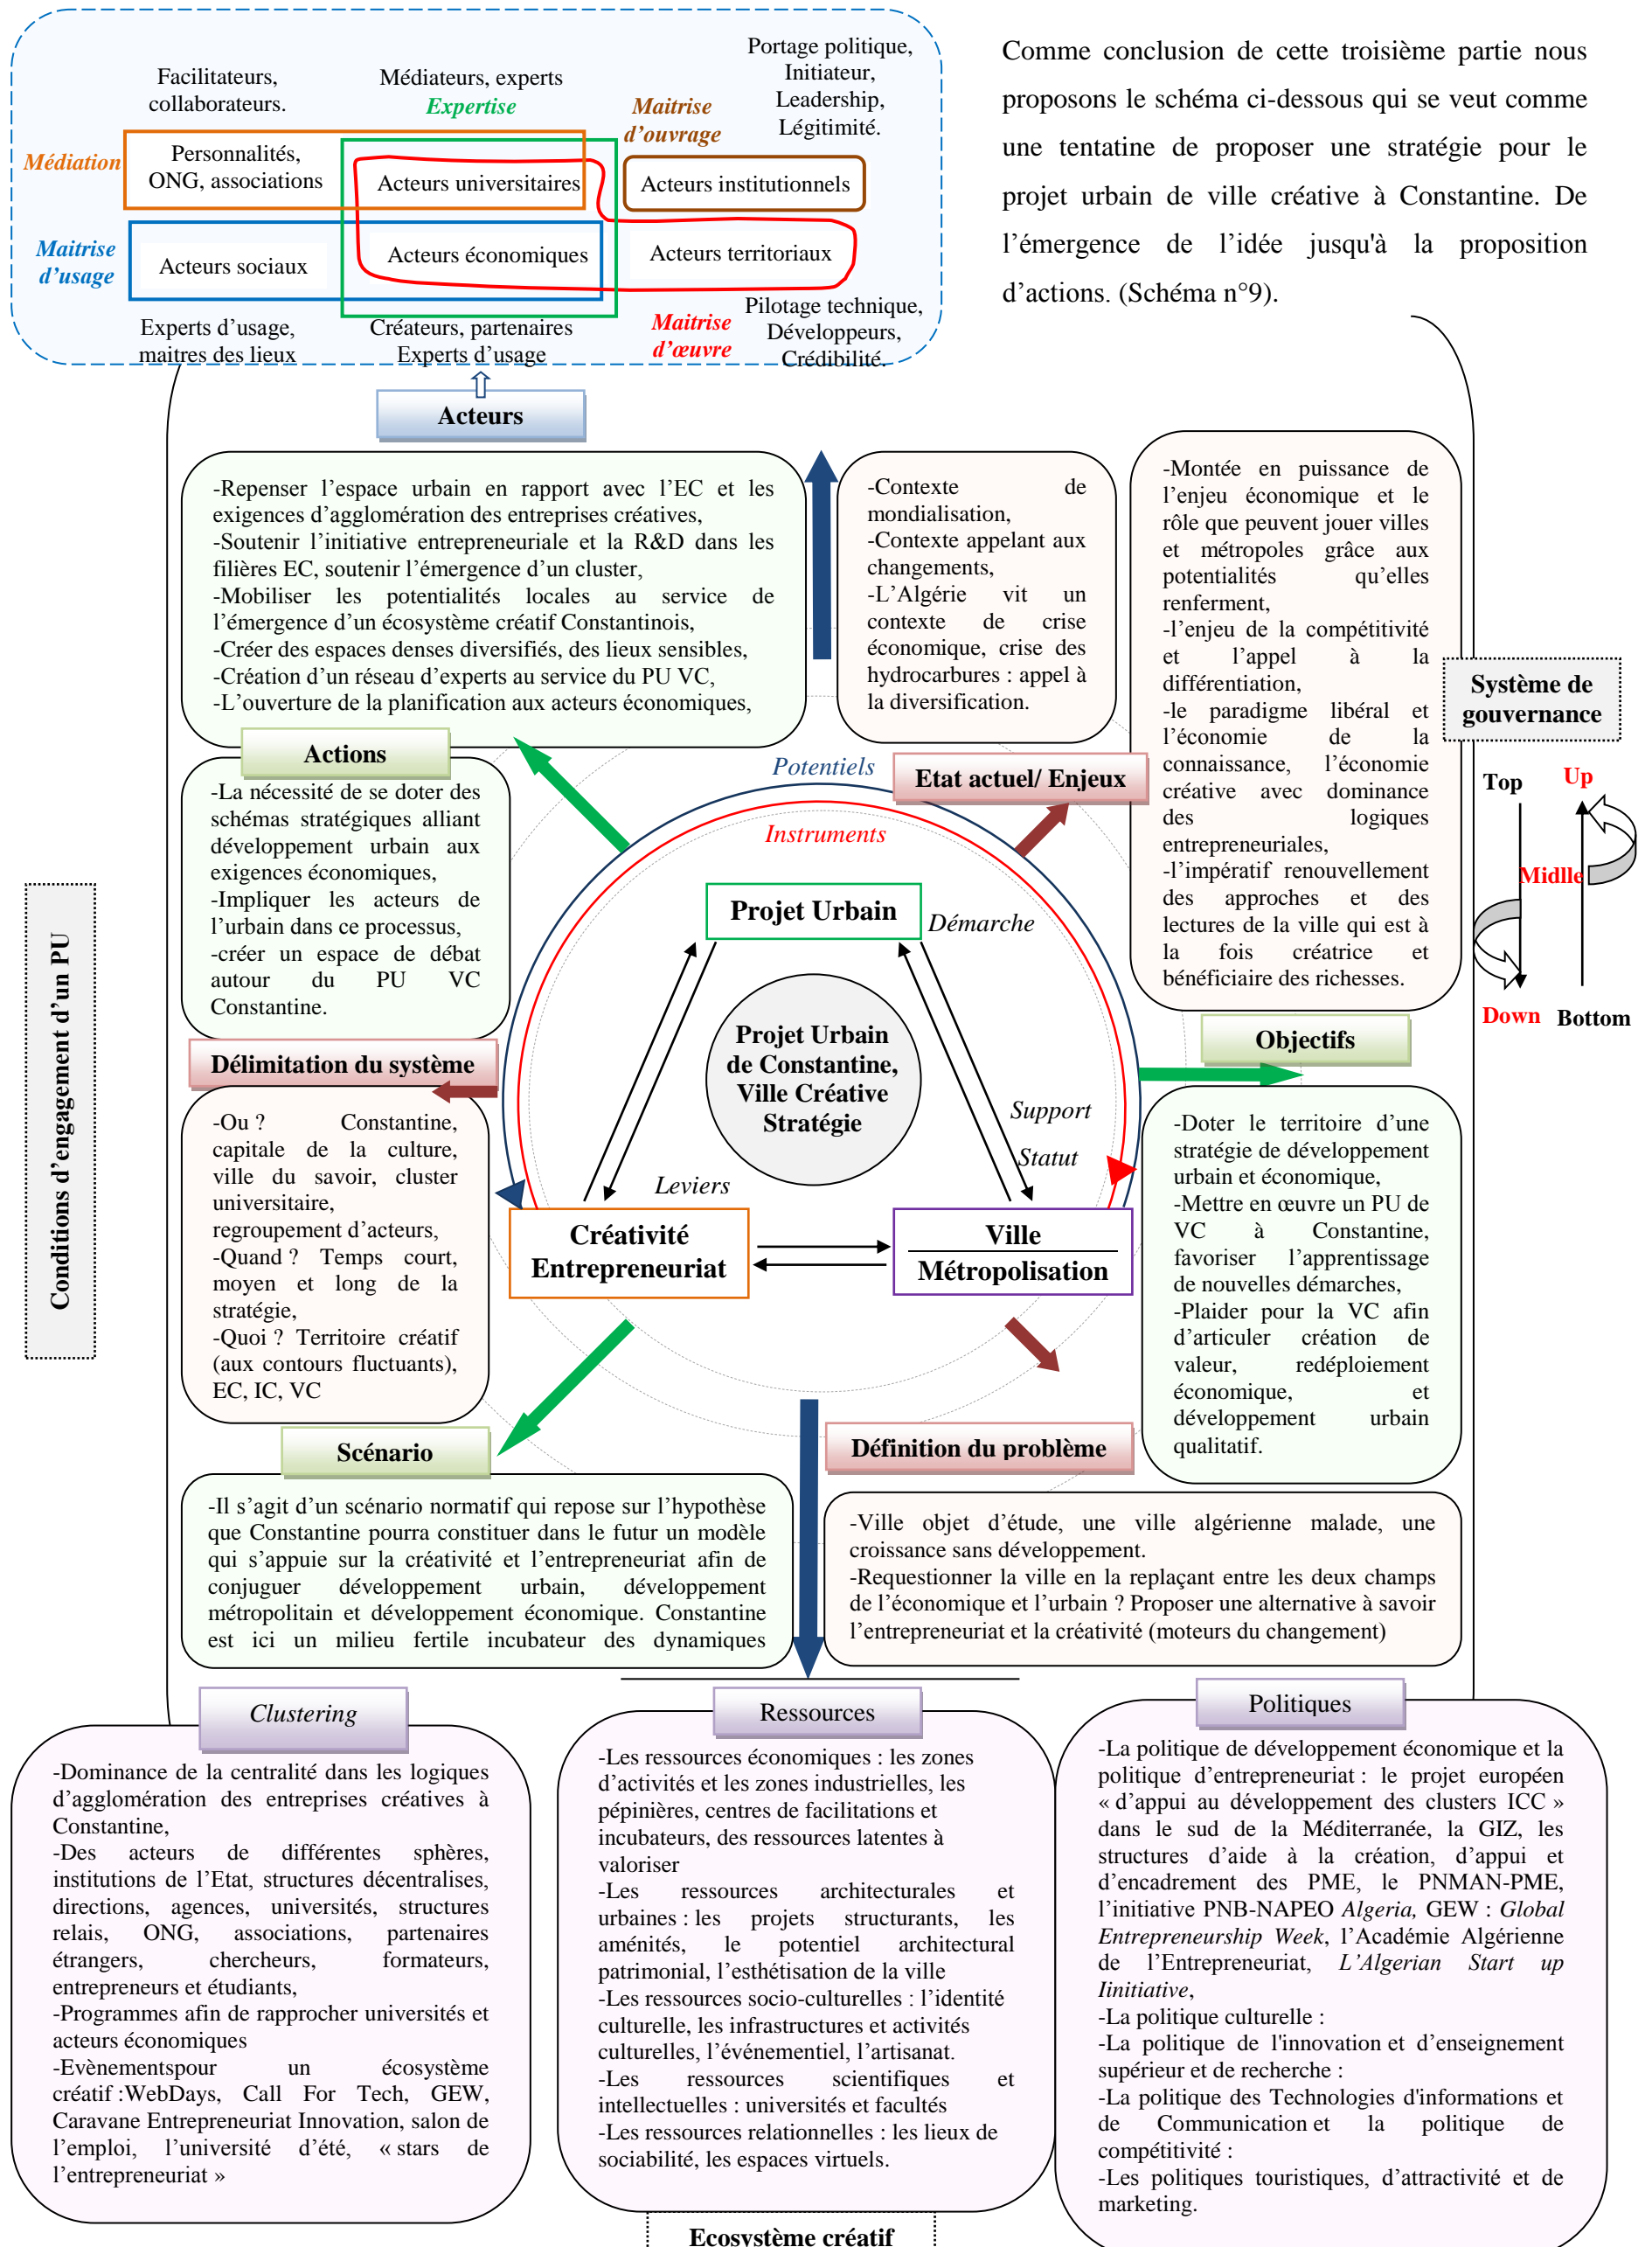 Comme conclusion de cette troisième partie nous
proposons le schéma ci-dessous qui se veut comme
une tentatine de proposer une stratégie pour le
projet urbain de ville créative à Constantine. De
l’émergence de l’idée jusqu'à la proposition
d’actions. (Schéma n°9).
Facilitateurs,
collaborateurs.
Médiateurs, experts
Expertise
Maitrise
d’ouvrage
Portage politique,
Initiateur,
Leadership,
Légitimité.
Médiation
Personnalités,
ONG, associations
Acteurs universitaires
Acteurs institutionnels
Maitrise
d’usage
Acteurs sociaux
Acteurs économiques
Acteurs territoriaux
Experts d’usage,
maitres des lieux
Créateurs, partenaires
Experts d’usage
Maitrise
d’œuvre
Pilotage technique,
Développeurs,
Crédibilité.
Acteurs
-Repenser l’espace urbain en rapport avec l’EC et les
exigences d’agglomération des entreprises créatives,
-Soutenir l’initiative entrepreneuriale et la R&D dans les
filières EC, soutenir l’émergence d’un cluster,
-Mobiliser les potentialités locales au service de
l’émergence d’un écosystème créatif Constantinois,
-Créer des espaces denses diversifiés, des lieux sensibles,
-Création d’un réseau d’experts au service du PU VC,
-L’ouverture de la planification aux acteurs économiques,
Actions
-La nécessité de se doter des
schémas stratégiques alliant
développement urbain aux
exigences économiques,
-Impliquer les acteurs de
l’urbain dans ce processus,
-créer un espace de débat
autour du PU VC
Constantine.
-Contexte de
mondialisation,
-Contexte appelant aux
changements,
-L’Algérie vit un
contexte de crise
économique, crise des
hydrocarbures : appel à
la diversification.
Etat actuel/ Enjeux
-Montée en puissance de
l’enjeu économique et le
rôle que peuvent jouer villes
et métropoles grâce aux
potentialités qu’elles
renferment,
-l’enjeu de la compétitivité
et l’appel à la
différentiation,
-le paradigme libéral et
l’économie de la
connaissance, l’économie
créative avec dominance
des logiques
entrepreneuriales,
-l’impératif renouvellement
des approches et des
lectures de la ville qui est à
la fois créatrice et
bénéficiaire des richesses.
Système de
gouvernance
Top
Up
Midlle
Down
Bottom
Conditions d’engagement d’un PU
Potentiels
Instruments
Projet Urbain
Démarche
Projet Urbain
de Constantine,
Ville Créative
Stratégie
Support
Statut
Leviers
Créativité
Entrepreneuriat
Ville
Métropolisation
Délimitation du système
-Ou ? Constantine,
capitale de la culture,
ville du savoir, cluster
universitaire,
regroupement d’acteurs,
-Quand ? Temps court,
moyen et long de la
stratégie,
-Quoi ? Territoire créatif
(aux contours fluctuants),
EC, IC, VC
Objectifs
-Doter le territoire d’une
stratégie de développement
urbain et économique,
-Mettre en œuvre un PU de
VC à Constantine,
favoriser l’apprentissage
de nouvelles démarches,
-Plaider pour la VC afin
d’articuler création de
valeur, redéploiement
économique, et
développement urbain
qualitatif.
Scénario
-Il s’agit d’un scénario normatif qui repose sur l’hypothèse
que Constantine pourra constituer dans le futur un modèle
qui s’appuie sur la créativité et l’entrepreneuriat afin de
conjuguer développement urbain, développement
métropolitain et développement économique. Constantine
est ici un milieu fertile incubateur des dynamiques
Définition du problème
-Ville objet d’étude, une ville algérienne malade, une
croissance sans développement.
-Requestionner la ville en la replaçant entre les deux champs
de l’économique et l’urbain ? Proposer une alternative à savoir
l’entrepreneuriat et la créativité (moteurs du changement)
Clustering
-Dominance de la centralité dans les logiques
d’agglomération des entreprises créatives à
Constantine,
-Des acteurs de différentes sphères,
institutions de l’Etat, structures décentralises,
directions, agences, universités, structures
relais, ONG, associations, partenaires
étrangers, chercheurs, formateurs,
entrepreneurs et étudiants,
-Programmes afin de rapprocher universités et
acteurs économiques
-Evènementspour un écosystème
créatif :WebDays, Call For Tech, GEW,
Caravane Entrepreneuriat Innovation, salon de
l’emploi, l’université d’été, « stars de
l’entrepreneuriat »
Ressources
-Les ressources économiques : les zones
d’activités et les zones industrielles, les
pépinières, centres de facilitations et
incubateurs, des ressources latentes à
valoriser
-Les ressources architecturales et
urbaines : les projets structurants, les
aménités, le potentiel architectural
patrimonial, l’esthétisation de la ville
-Les ressources socio-culturelles : l’identité
culturelle, les infrastructures et activités
culturelles, l’événementiel, l’artisanat.
-Les ressources scientifiques et
intellectuelles : universités et facultés
-Les ressources relationnelles : les lieux de
sociabilité, les espaces virtuels.
Politiques
-La politique de développement économique et la
politique d’entrepreneuriat : le projet européen
« d’appui au développement des clusters ICC »
dans le sud de la Méditerranée, la GIZ, les
structures d’aide à la création, d’appui et
d’encadrement des PME, le PNMAN-PME,
l’initiative PNB-NAPEO Algeria, GEW : Global
Entrepreneurship Week, l’Académie Algérienne
de l’Entrepreneuriat, L’Algerian Start up
Iinitiative,
-La politique culturelle :
-La politique de l'innovation et d’enseignement
supérieur et de recherche :
-La politique des Technologies d'informations et
de Communication et la politique de
compétitivité :
-Les politiques touristiques, d’attractivité et de
marketing.
Ecosystème créatif